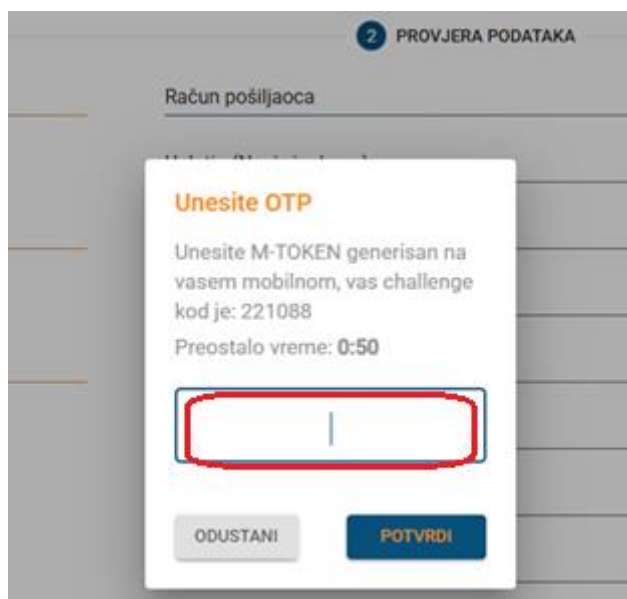 2 PROVJERA PODATAKA
Račun pošiljaoca
Unesite OTP
Unesite M-TOKEN generisan na
vasem mobilnom, vas challenge
kod je: 221088
Preostalo vreme: 0:50
ODUSTANI
POTVRDI